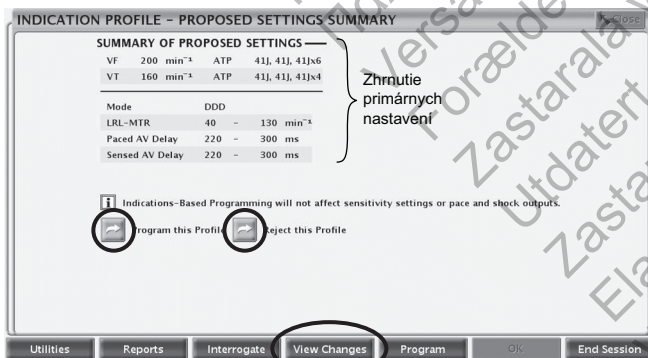 INDICATION PROFILE – PROPOSED SETTINGS SUMMARY
Close
SUMMARY OF PROPOSED SETTINGS
VF 200 min⁻¹ ATP 41J, 41J, 41Jx6
VT 160 min⁻¹ ATP 41J, 41J, 41Jx4
Mode DDD
LRL-MTR 40 – 130 min⁻¹
Paced AV Delay 220 – 300 ms
Sensed AV Delay 220 – 300 ms
Zhrnutie
primárnych
nastavení
i Indications-Based Programming will not affect sensitivity settings or pace and shock outputs.
Program this Profile Reject this Profile
Utilities Reports Interrogate View Changes Program OK End Session
Zastarala
Utdatert